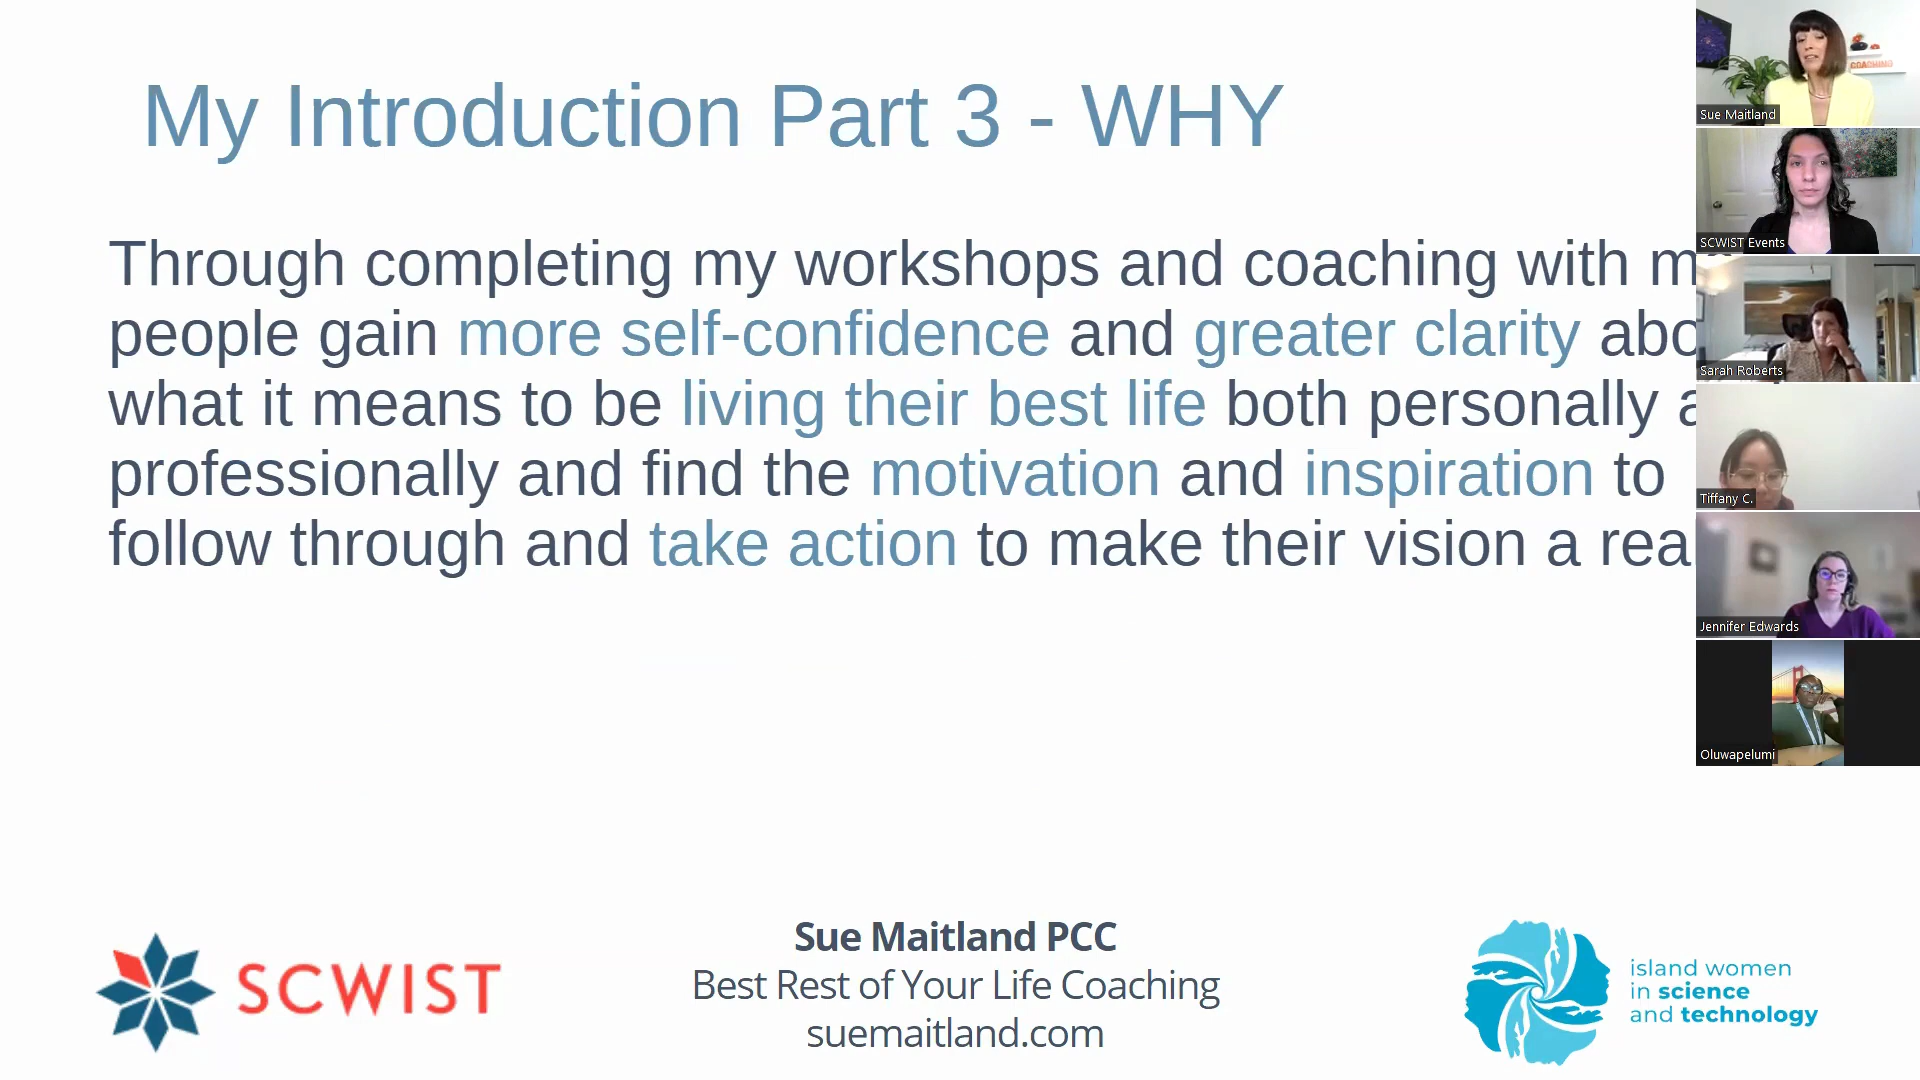 My Introduction Part 3 - WHY
Through completing my workshops and coaching with
people gain more self-confidence and greater clarity
what it means to be living their best life both personally
professionally and find the motivation and inspiration to
follow through and take action to make their vision a
SCWIST
Sue Maitland PCC
Best Rest of Your Life Coaching
suemaitland.com
island women
in science
and technology
COACHING
Sue Maitland
SCWIST Events
Sarah Roberts
Tiffany C.
Jennifer Edwards
Oluwapelumi